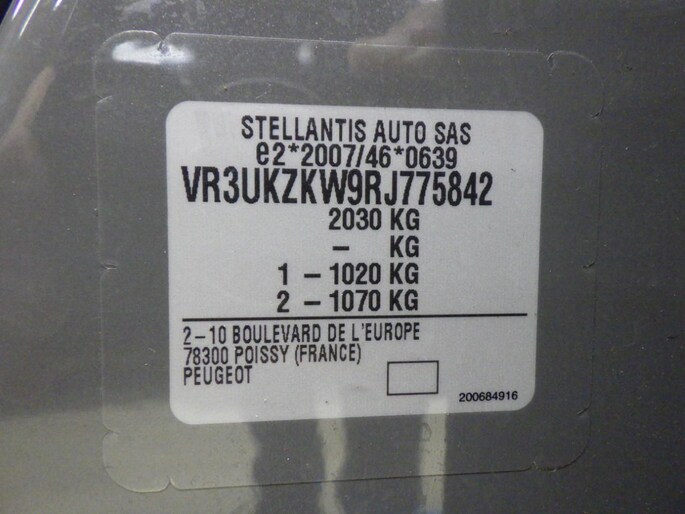 STELLANTIS AUTO SAS
e2*2007/46*0639
VR3UKZKW9RJ775842
2030 KG
– KG
1 – 1020 KG
2 – 1070 KG
2–10 BOULEVARD DE L'EUROPE
78300 POISSY (FRANCE)
PEUGEOT
200684916